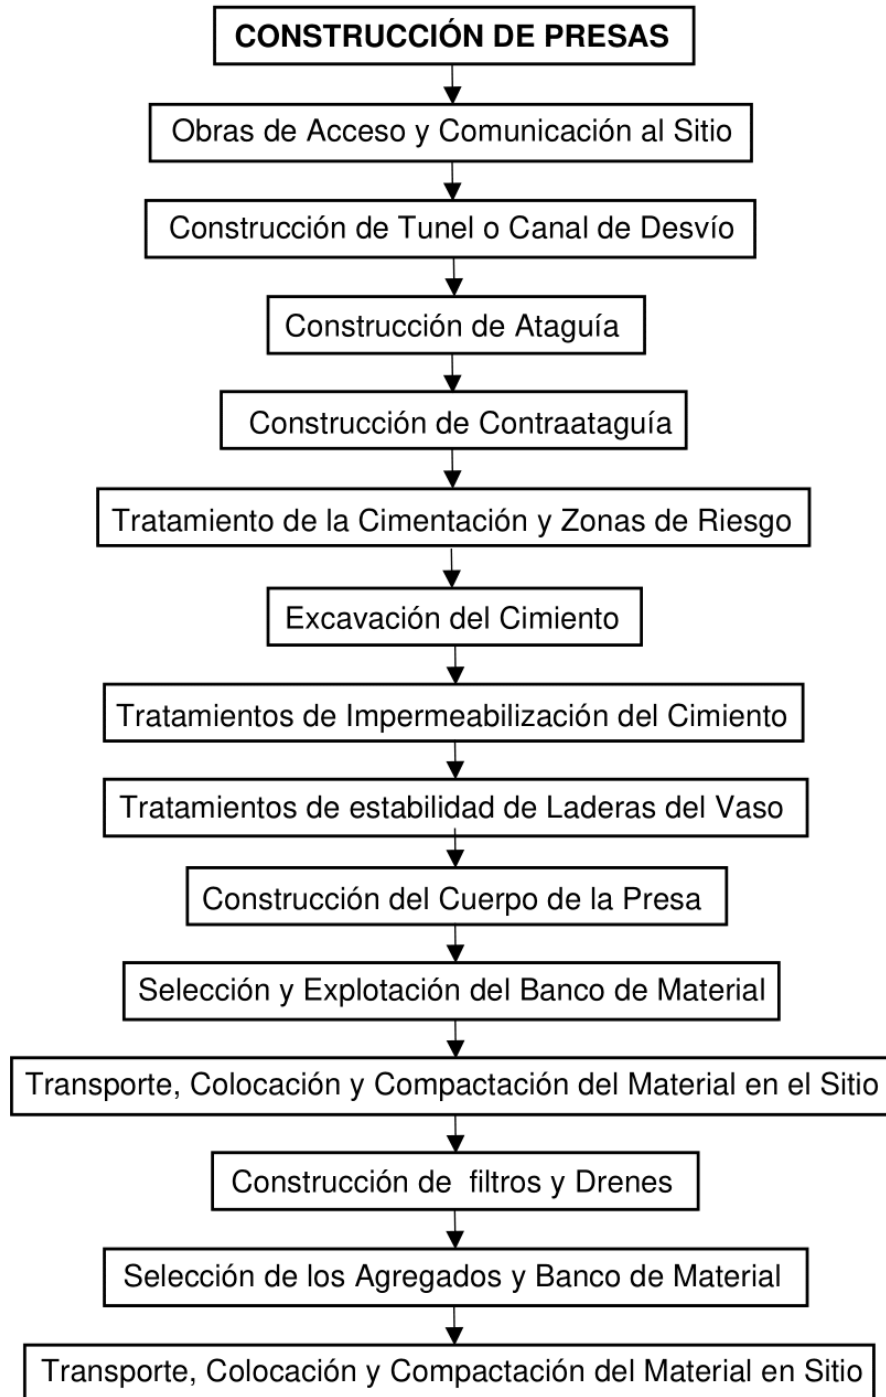 CONSTRUCCIÓN DE PRESAS
Obras de Acceso y Comunicación al Sitio
Construcción de Tunel o Canal de Desvío
Construcción de Ataguía
Construcción de Contraataguía
Tratamiento de la Cimentación y Zonas de Riesgo
Excavación del Cimiento
Tratamientos de Impermeabilización del Cimiento
Tratamientos de estabilidad de Laderas del Vaso
Construcción del Cuerpo de la Presa
Selección y Explotación del Banco de Material
Transporte, Colocación y Compactación del Material en el Sitio
Construcción de filtros y Drenes
Selección de los Agregados y Banco de Material
Transporte, Colocación y Compactación del Material en Sitio